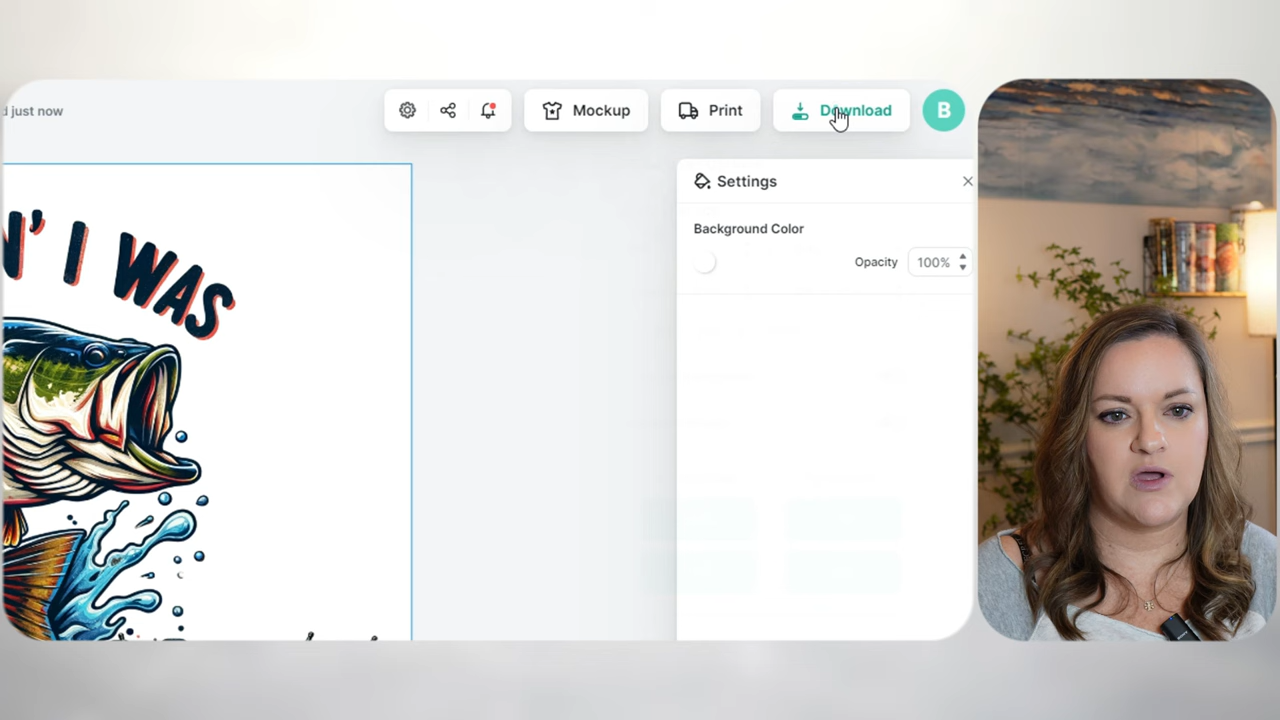 just now
Mockup
Print
Download
B
Settings
Background Color
Opacity
100%
N' I WAS